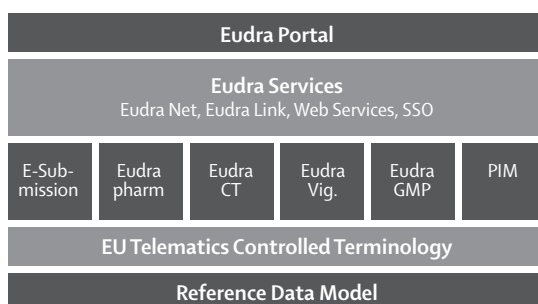 Eudra Portal
Eudra Services
Eudra Net, Eudra Link, Web Services, SSO
E-Sub-
mission
Eudra
pharm
Eudra
CT
Eudra
Vig.
Eudra
GMP
PIM
EU Telematics Controlled Terminology
Reference Data Model